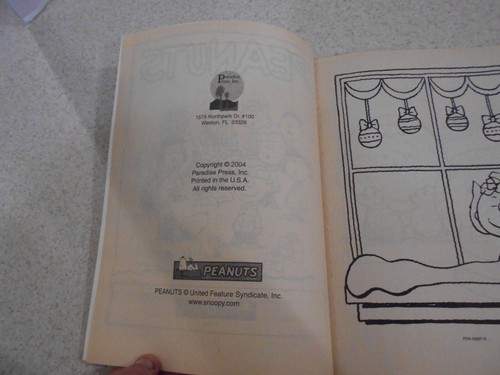 Paradise
Press, Inc.
1575 Northpark Dr. #100
Weston, FL 33326
Copyright © 2004
Paradise Press, Inc.
Printed in the U.S.A.
All rights reserved.
PEANUTS
PEANUTS © United Feature Syndicate, Inc.
www.snoopy.com